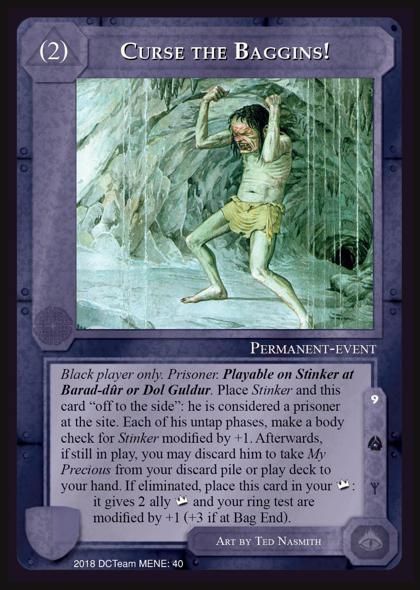 (2)
CURSE THE BAGGINS!
PERMANENT-EVENT
Black player only. Prisoner. Playable on Stinker at
Barad-dûr or Dol Guldur. Place Stinker and this
card “off to the side”: he is considered a prisoner
at the site. Each of his untap phases, make a body
check for Stinker modified by +1. Afterwards,
if still in play, you may discard him to take My
Precious from your discard pile or play deck to
your hand. If eliminated, place this card in your :
it gives 2 ally and your ring test are
modified by +1 (+3 if at Bag End).
9
ART BY TED NASMITH
2018 DCTeam MENE: 40